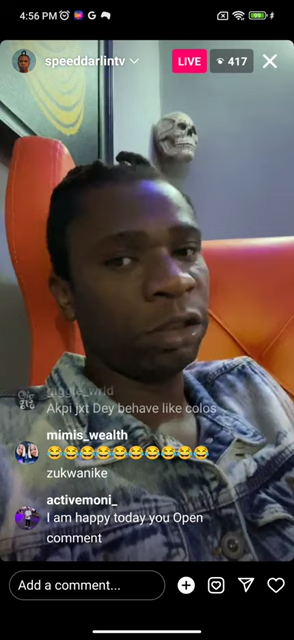 4:56 PM
speeddarlintv
LIVE
417
giggle_wrld
Akpi jxt Dey behave like colos
mimis_wealth
😂😂😂😂😂😂😂😂😂😂
zukwanike
activemoni_
I am happy today you Open
comment
Add a comment...